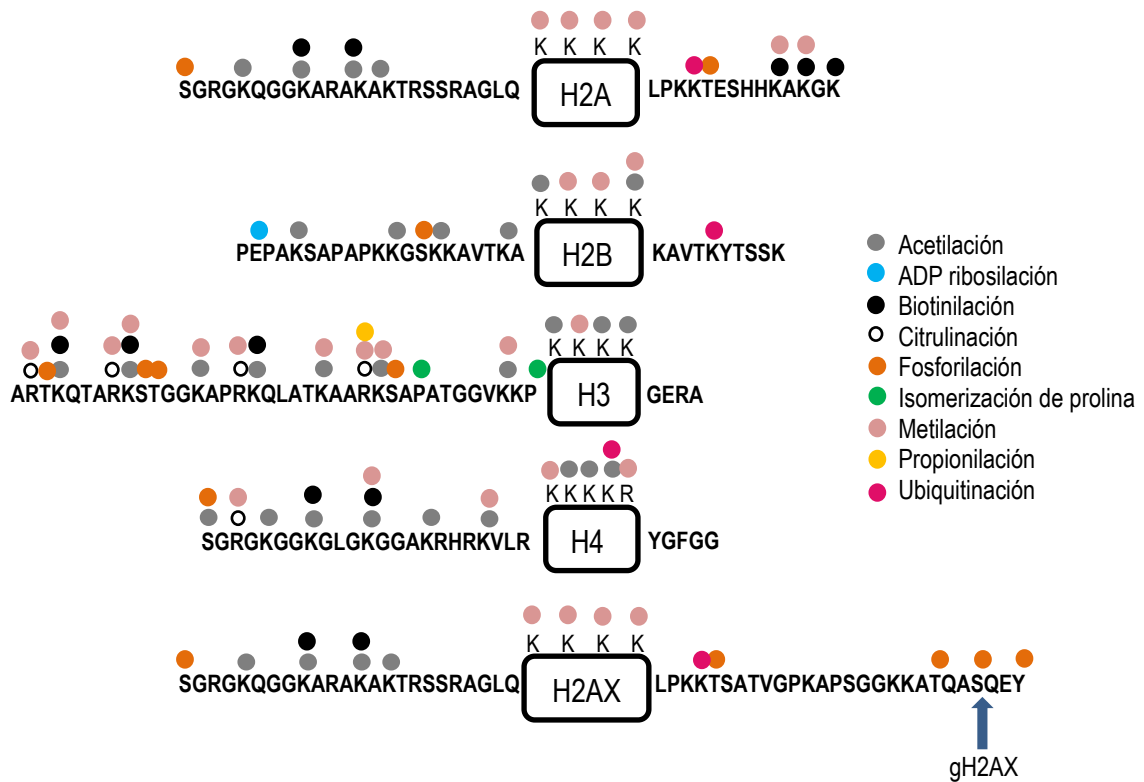 K K K K
SGRGKQGGKARAKAKTRSSRAGLQ H2A LPKKTESHHKAKGK
K K K K
PEPAKSAPAPKKGSKKAVTKA H2B KAVTKYTSSK
K K K K
ARTKQTARKSTGGKAPRKQLATKAARKSAPATGGVKKP H3 GERA
K K K K R
SGRGKGGKGLGKGGAKRHRKVLR H4 YGFGG
K K K K
SGRGKQGGKARAKAKTRSSRAGLQ H2AX LPKKTSATVGPKAPSGGKKATQASQEY
gH2AX
Acetilación
ADP ribosilación
Biotinilación
Citrulinación
Fosforilación
Isomerización de prolina
Metilación
Propionilación
Ubiquitinación